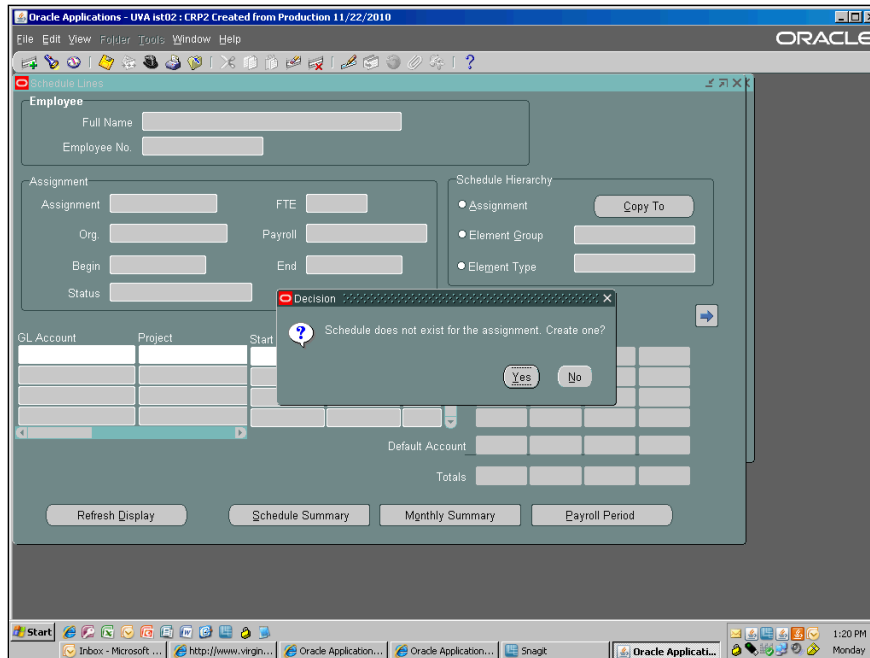 Oracle Applications - UVA ist02 : CRP2 Created from Production 11/22/2010
File Edit View Folder Tools Window Help
ORACLE
Schedule Lines
Employee
Full Name
Employee No.
Assignment
Assignment
FTE
Org.
Payroll
Begin
End
Status
Schedule Hierarchy
Assignment
Copy To
Element Group
Element Type
Decision
Schedule does not exist for the assignment. Create one?
Yes No
GL Account Project Start
Default Account
Totals
Refresh Display Schedule Summary Monthly Summary Payroll Period
Start
1:20 PM
Inbox - Microsoft ... http://www.virgin... Oracle Application... Oracle Application... Snagit Oracle Applicati...
Monday